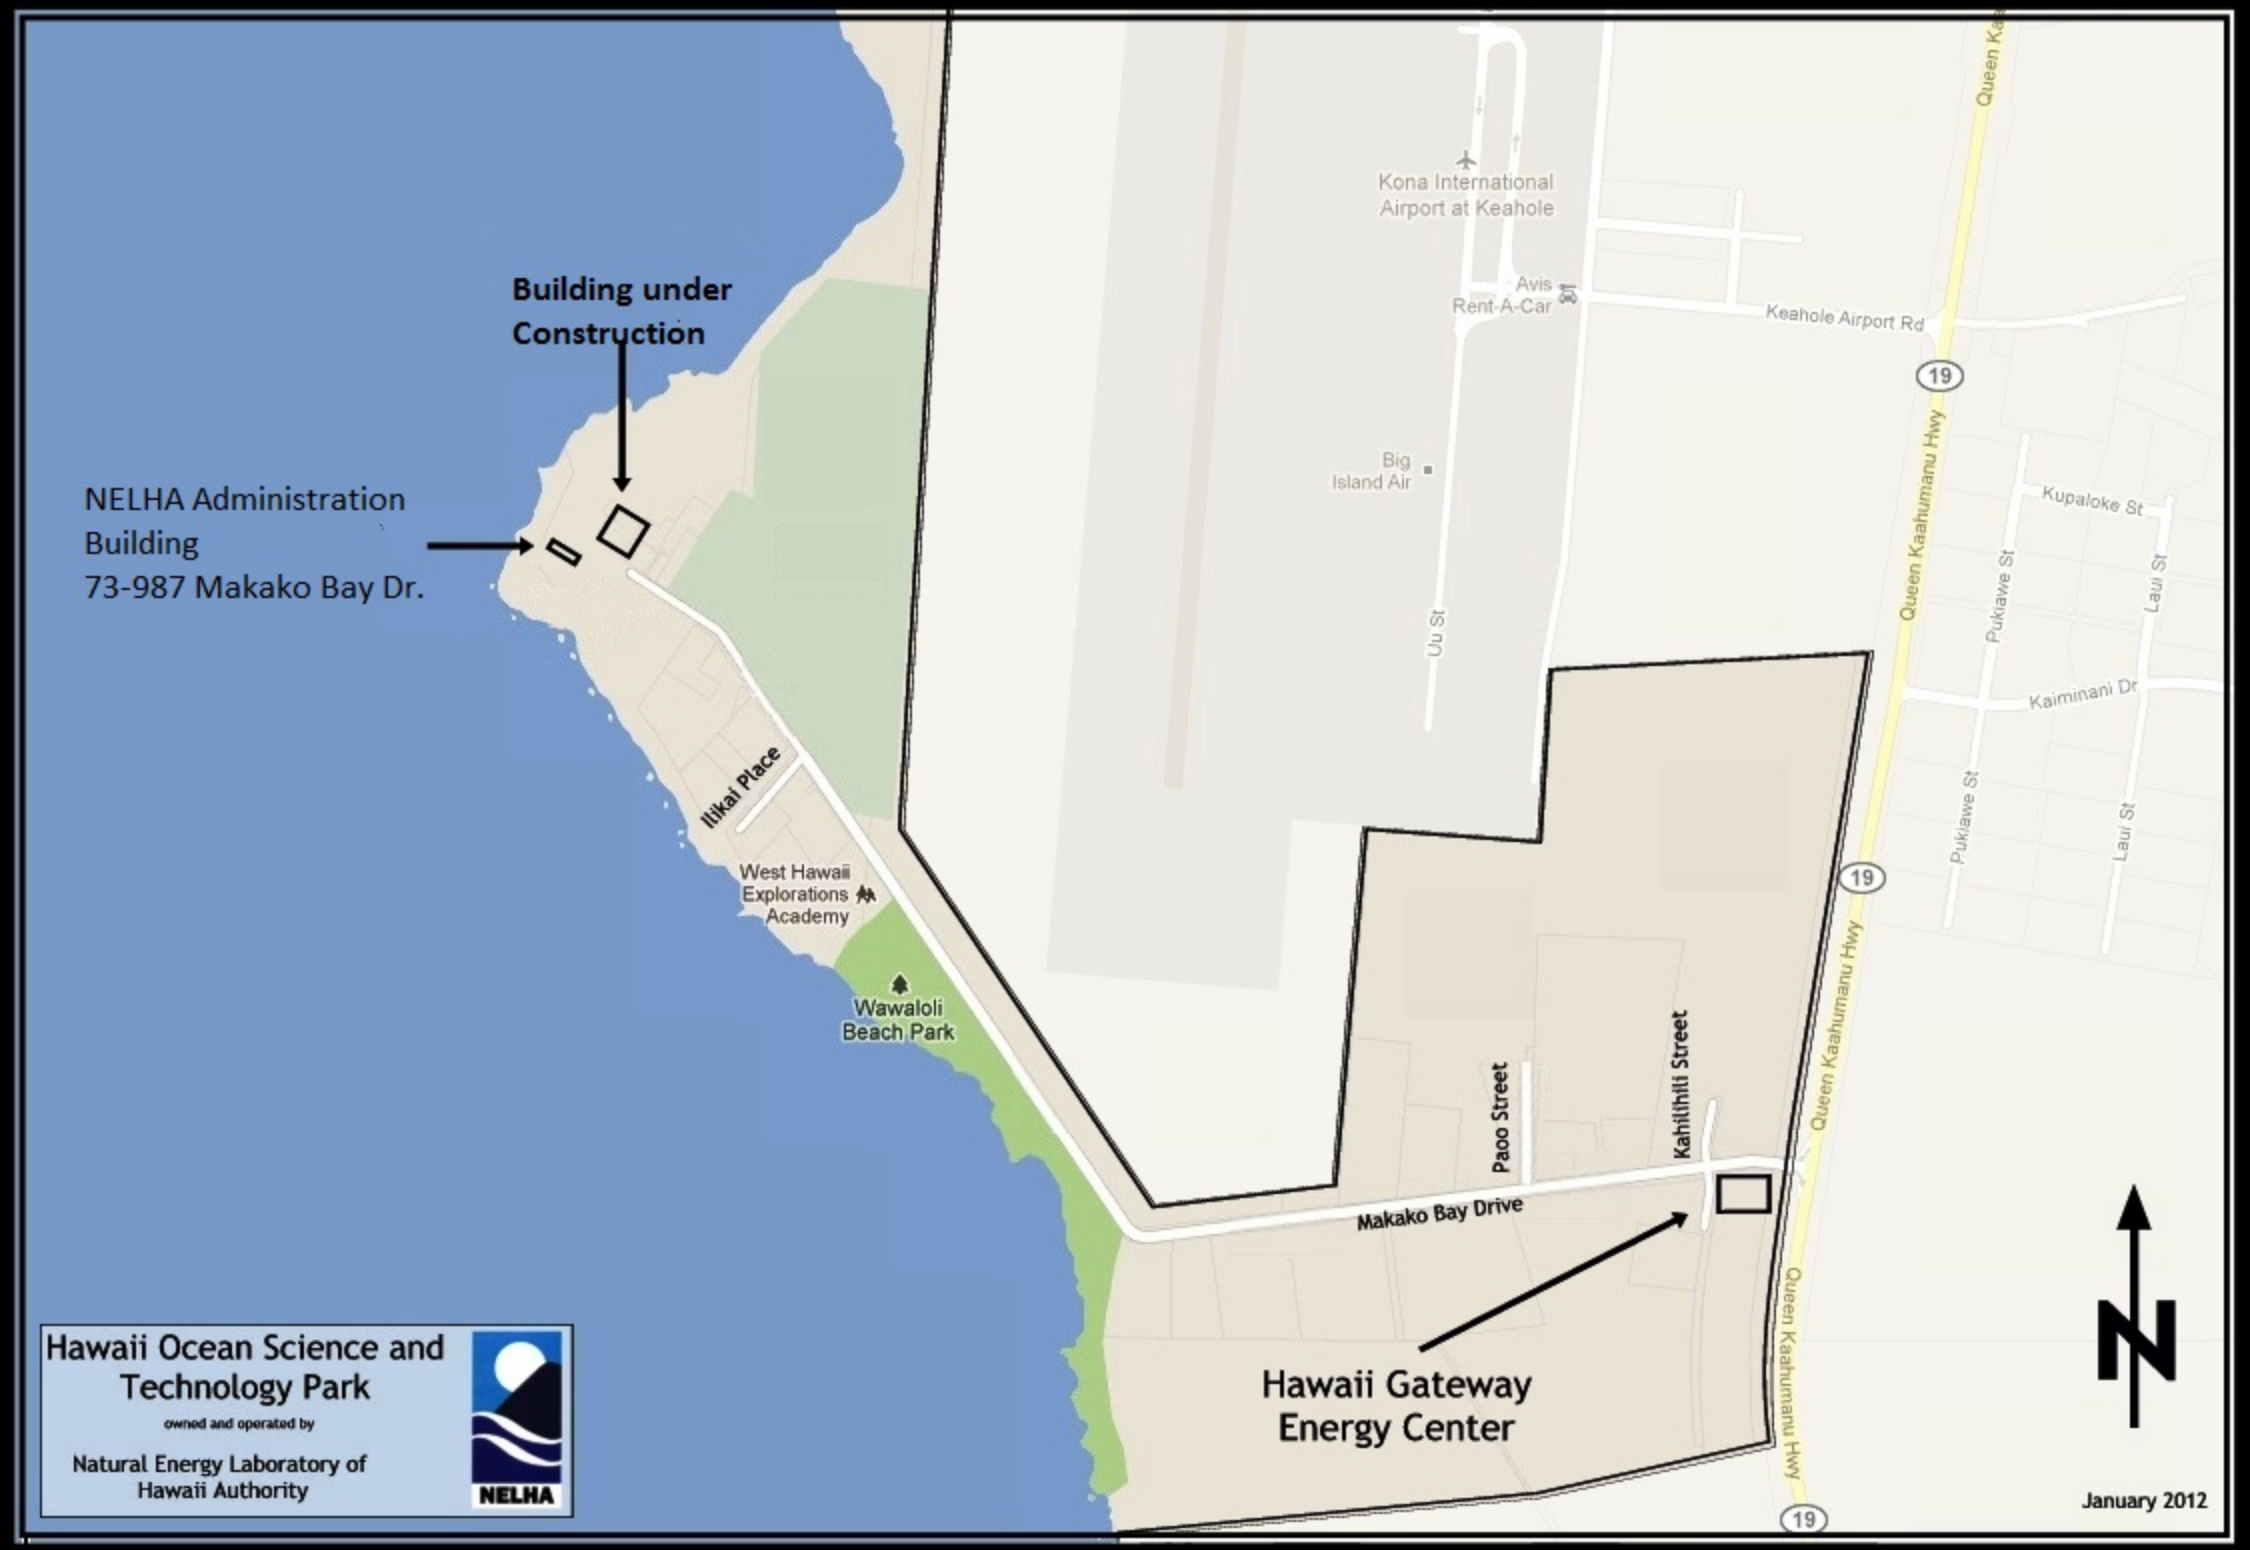 Queen Kaa
Kona International
Airport at Keahole
Avis
Rent-A-Car
Keahole Airport Rd
19
Building under
Construction
Queen Kaahumanu Hwy
Big
Island Air
NELHA Administration
Building
73-987 Makako Bay Dr.
Kupaloke St
Pukiawe St
Laui St
Uu St
Kaiminani Dr
Ilikai Place
Pukiawe St
Laui St
West Hawaii
Explorations
Academy
19
Wawaloli
Beach Park
Queen Kaahumanu Hwy
Paoo Street
Kahilihili Street
Makako Bay Drive
Queen Kaahumanu Hwy
Hawaii Gateway
Energy Center
N
Hawaii Ocean Science and
Technology Park
owned and operated by
Natural Energy Laboratory of
Hawaii Authority
NELHA
January 2012
19